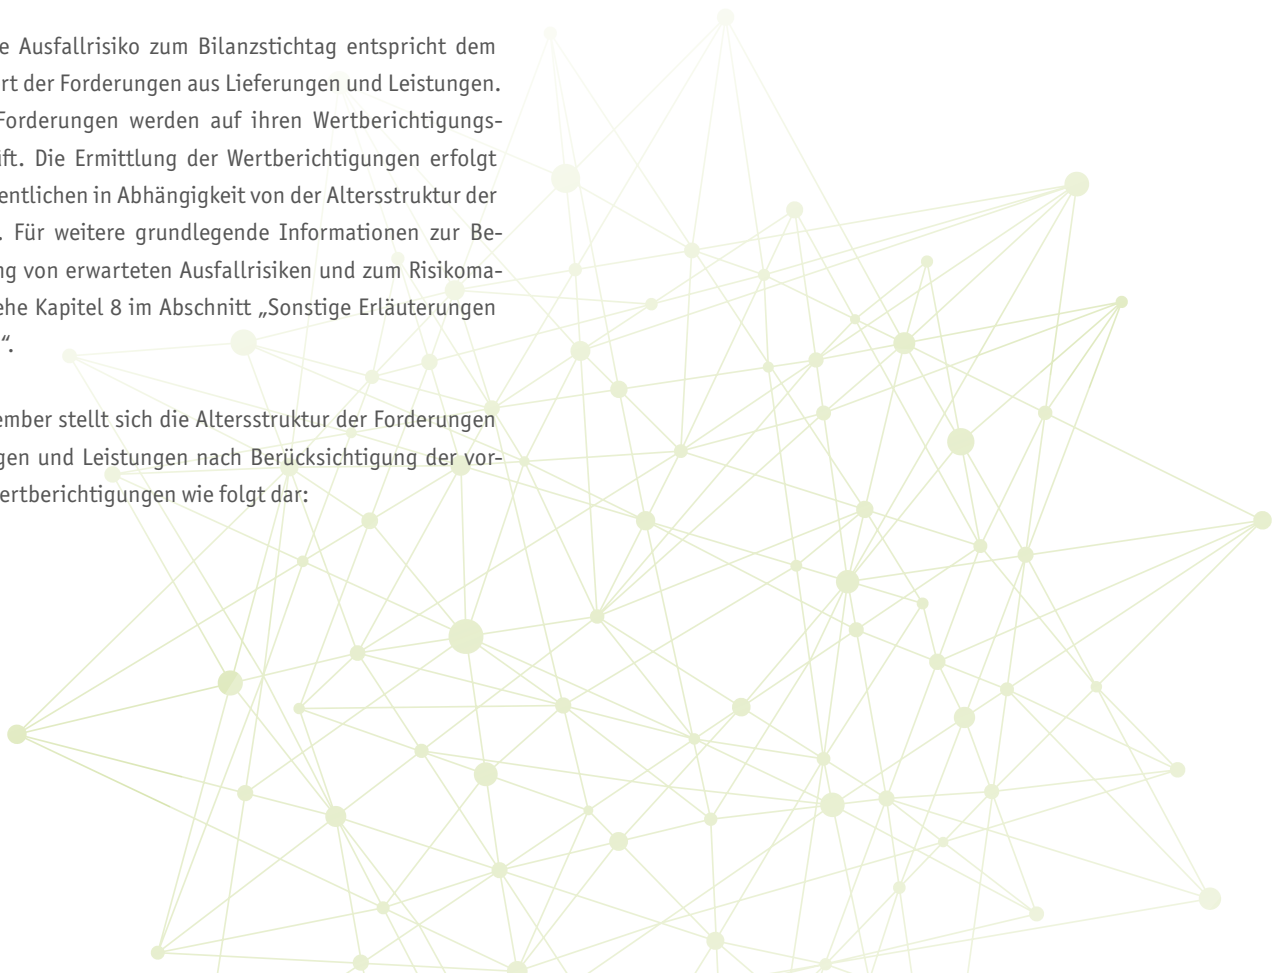 e Ausfallrisiko zum Bilanzstichtag entspricht dem
rt der Forderungen aus Lieferungen und Leistungen.
Forderungen werden auf ihren Wertberichtigungs-
ift. Die Ermittlung der Wertberichtigungen erfolgt
entlichen in Abhängigkeit von der Altersstruktur der
. Für weitere grundlegende Informationen zur Be-
ng von erwarteten Ausfallrisiken und zum Risikoma-
ehe Kapitel 8 im Abschnitt „Sonstige Erläuterungen
“.
ember stellt sich die Altersstruktur der Forderungen
gen und Leistungen nach Berücksichtigung der vor-
ertberichtigungen wie folgt dar: